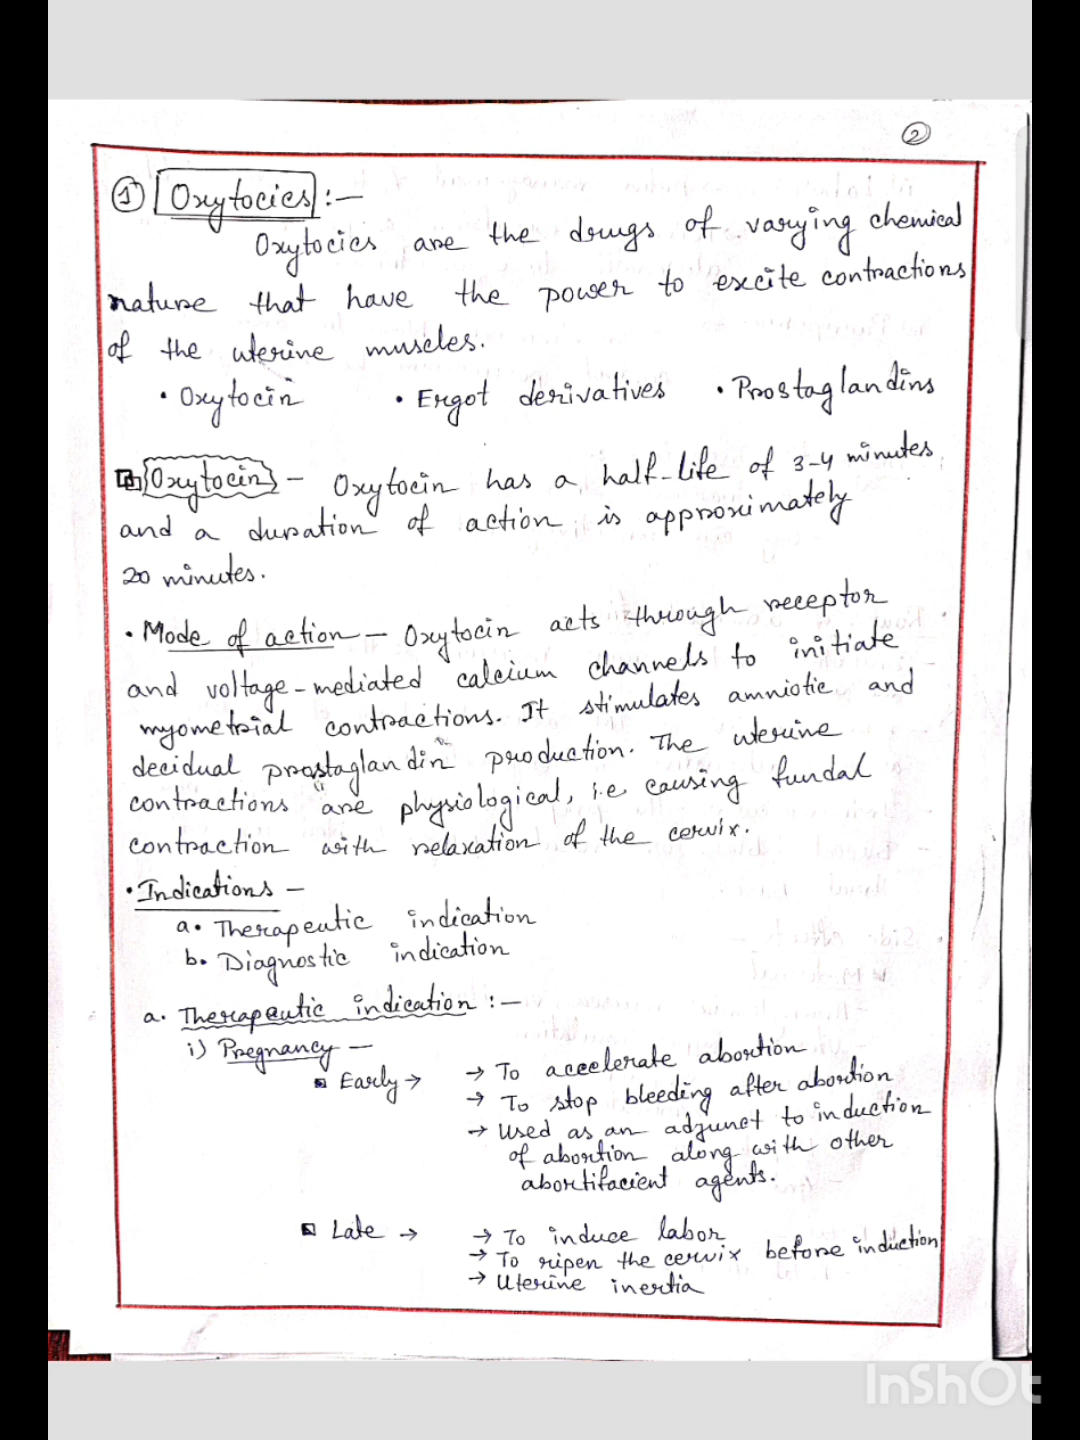 2
1 Oxytocics :-
Oxytocics are the drugs of varying chemical
nature that have the power to excite contractions
of the uterine muscles.
• Oxytocin • Ergot derivatives • Prostaglandins
Oxytocin - Oxytocin has a half-life of 3-4 minutes
and a duration of action is approximately
20 minutes.
• Mode of action - Oxytocin acts through receptor
and voltage-mediated calcium channels to initiate
myometrial contractions. It stimulates amniotic and
decidual prostaglandin production. The uterine
contractions are physiological, i.e causing fundal
contraction with relaxation of the cervix.
• Indications -
a. Therapeutic indication
b. Diagnostic indication
a. Therapeutic indication :-
i) Pregnancy -
Early → → To accelerate abortion
→ To stop bleeding after abortion
→ Used as an adjunct to induction
of abortion along with other
abortifacient agents.
Late → → To induce labor
→ To ripen the cervix before induction
→ Uterine inertia
InShOt